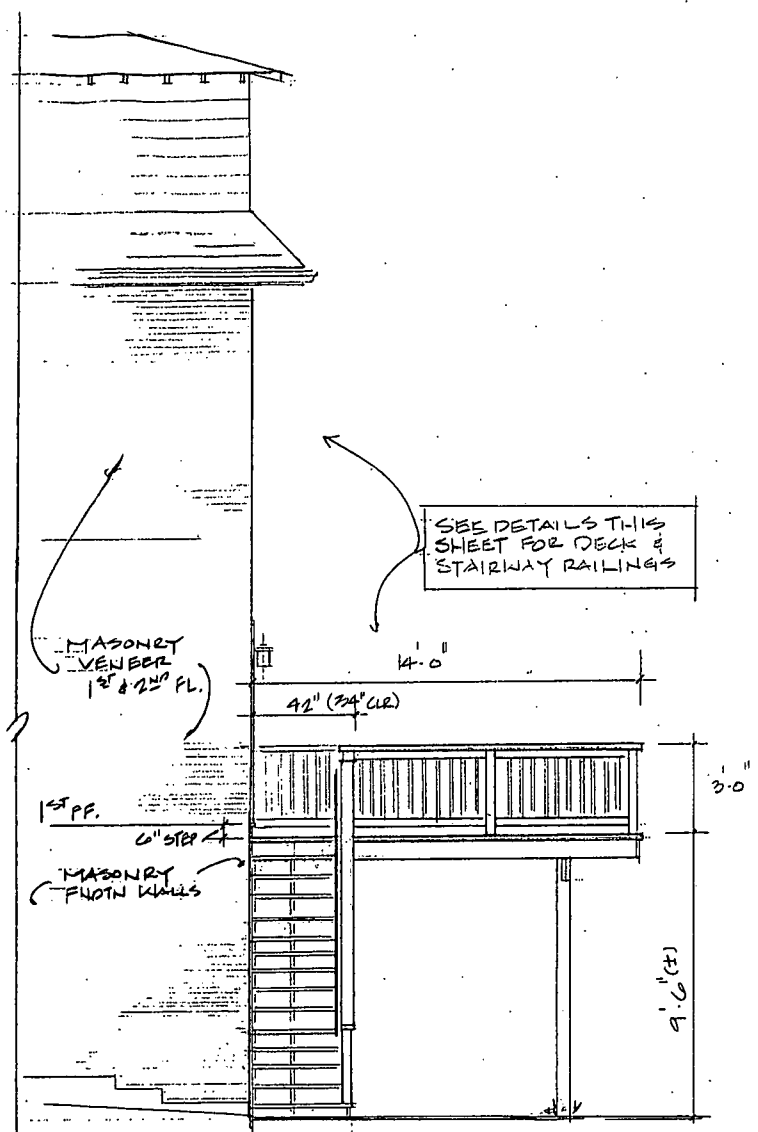 SEE DETAILS THIS
SHEET FOR DECK &
STAIRWAY RAILINGS
14'-0"
MASONRY
VENEER
1ST & 2ND FL.
42" (34" CLR)
3'-0"
1ST FF.
6" STEP
MASONRY
FNDTN WALLS
9'-6" (±)